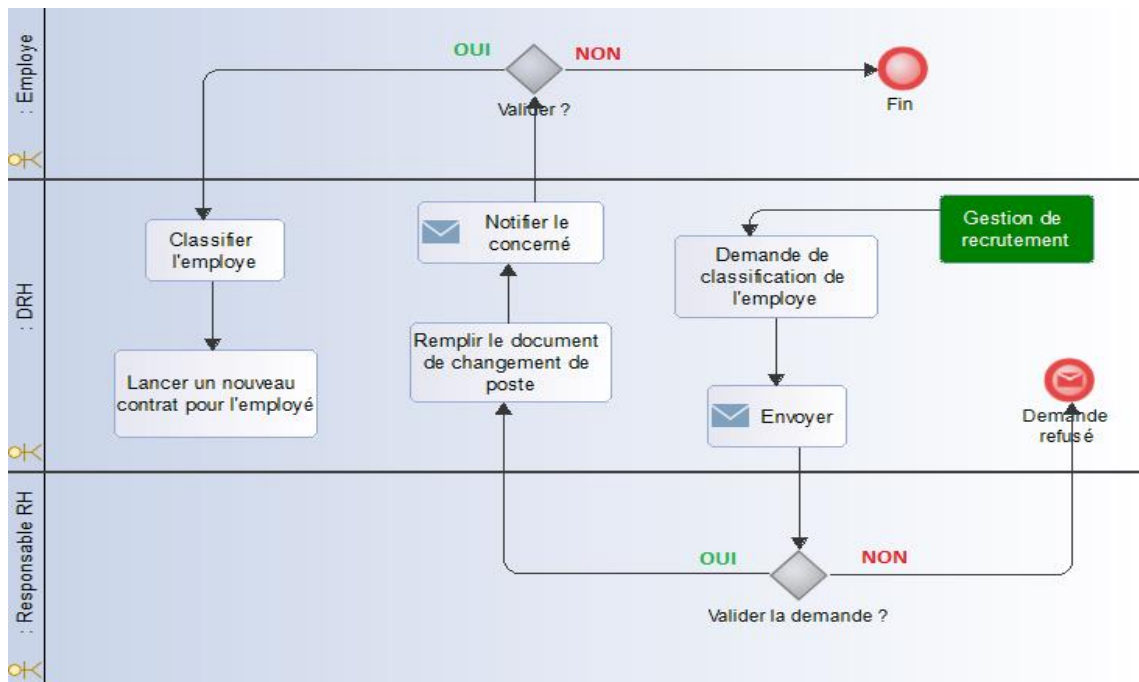 : Employe
OUI
NON
Valider ?
Fin
: DRH
Classifier
l'employe
Lancer un nouveau
contrat pour l'employé
Notifier le
concerné
Remplir le document
de changement de
poste
Demande de
classification de
l'employe
Envoyer
Gestion de
recrutement
Demande
refusé
: Responsable RH
OUI
NON
Valider la demande ?